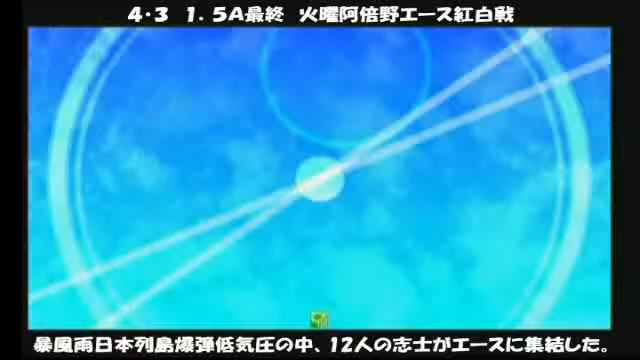 4・3 1.5A最終 火曜阿倍野エース紅白戦
暴風雨日本列島爆弾低気圧の中、12人の志士がエースに集結した。